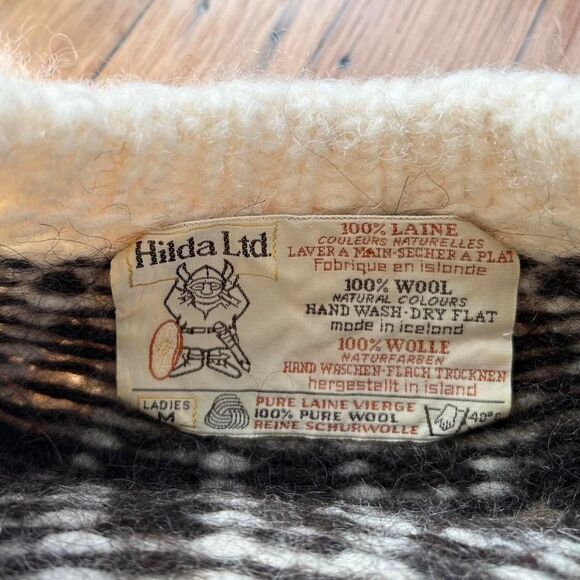 Hilda Ltd.
100% LAINE
COULEURS NATURELLES
LAVER A MAIN-SECHER A PLAT
Fabrique en islande
100% WOOL
NATURAL COLOURS
HAND WASH-DRY FLAT
made in iceland
100% WOLLE
NATURFARBEN
HAND WASCHEN-FLACH TROCKNEN
hergestellt in island
LADIES
M
PURE LAINE VIERGE
100% PURE WOOL
REINE SCHURWOLLE
40°C